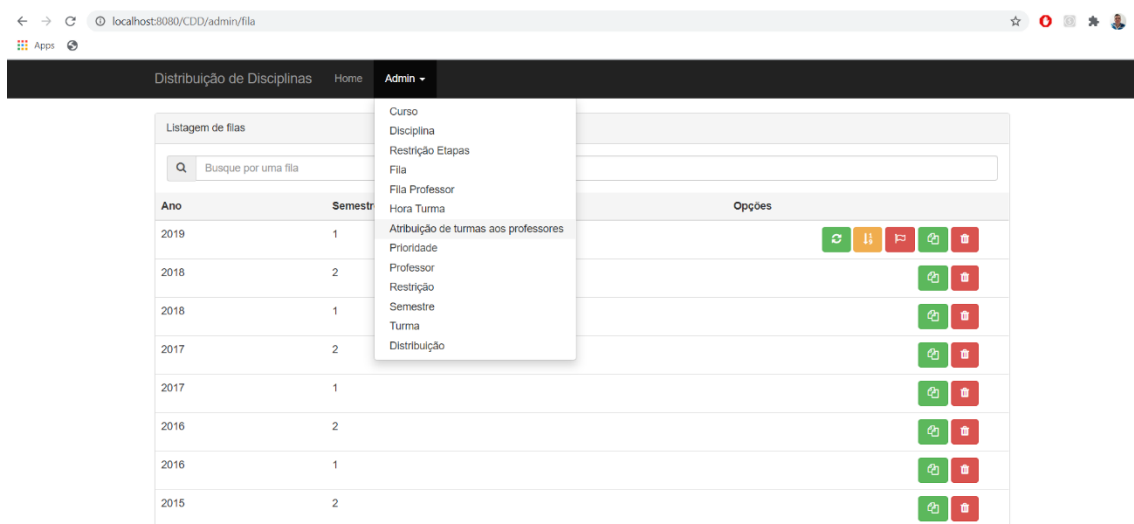 localhost:8080/CDD/admin/fila
Apps
Distribuição de Disciplinas Home Admin
Curso
Listagem de filas
Disciplina
Restrição Etapas
Busque por uma fila
Fila
Fila Professor
Ano Semestr Hora Turma Opções
Atribuição de turmas aos professores
2019 1
Prioridade
Professor
2018 2
Restrição
Semestre
2018 1
Turma
Distribuição
2017 2
2017 1
2016 2
2016 1
2015 2